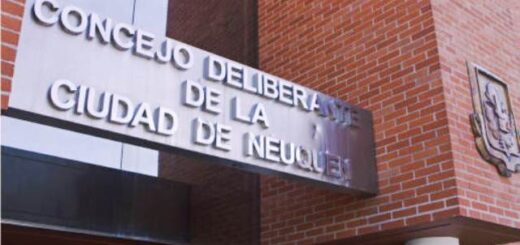 CONCEJO DELIBERANTE
DE LA
CIUDAD DE NEUQUEN